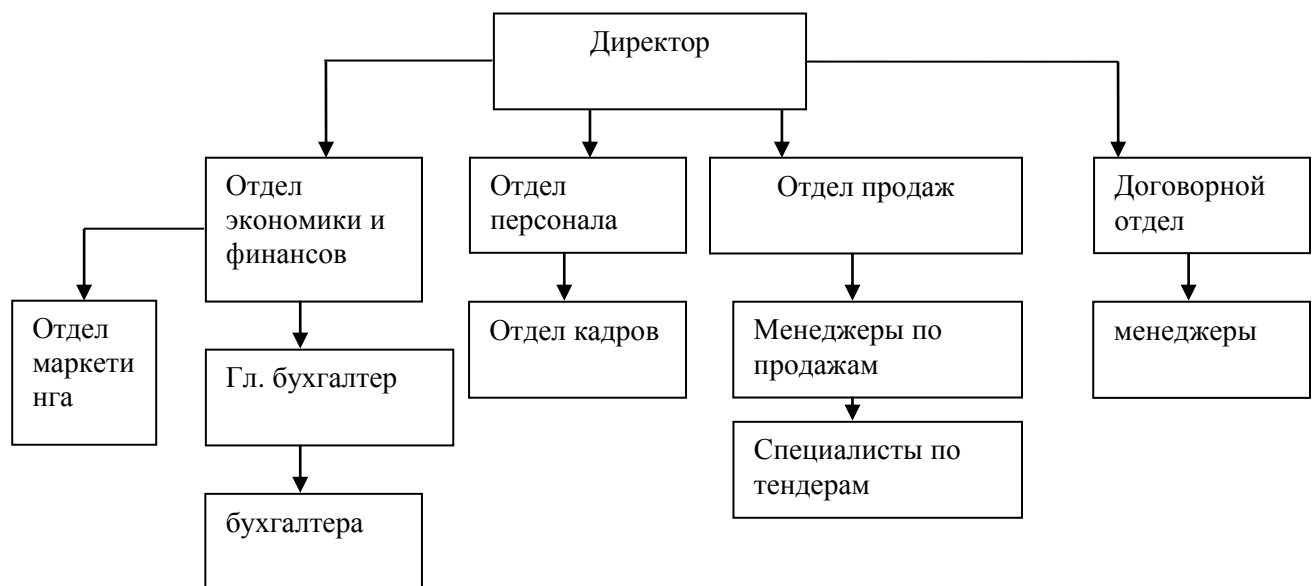 Директор
Отдел
экономики и
финансов
Отдел
персонала
Отдел продаж
Договорной
отдел
Отдел
маркети
нга
Гл. бухгалтер
Отдел кадров
Менеджеры по
продажам
менеджеры
Специалисты по
тендерам
бухгалтера